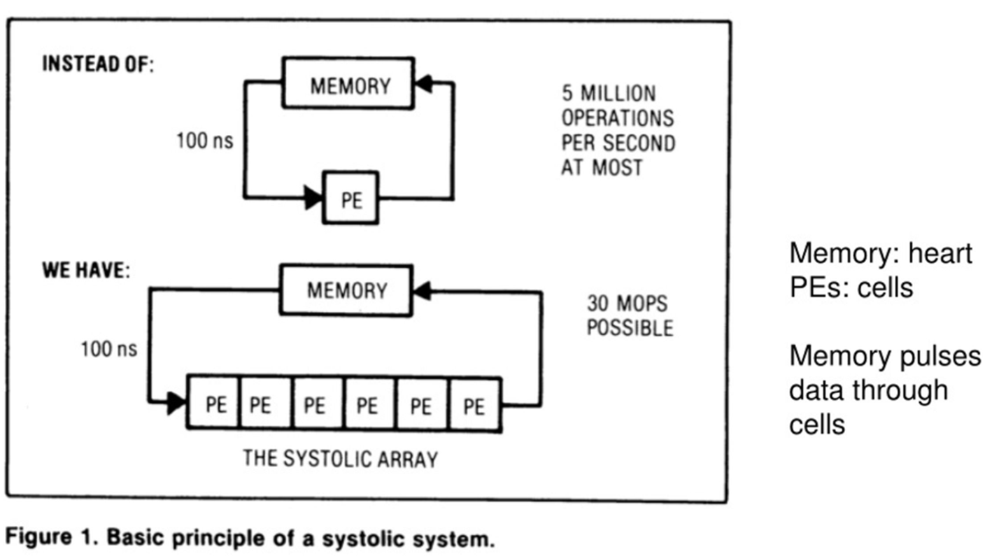 INSTEAD OF:
MEMORY
100 ns
PE
5 MILLION
OPERATIONS
PER SECOND
AT MOST
WE HAVE:
MEMORY
100 ns
30 MOPS
POSSIBLE
PE PE PE PE PE PE
THE SYSTOLIC ARRAY
Memory: heart
PEs: cells
Memory pulses
data through
cells
Figure 1. Basic principle of a systolic system.